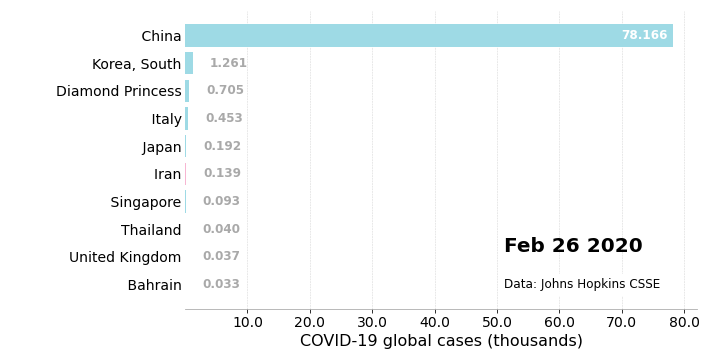 China 78.166
Korea, South 1.261
Diamond Princess 0.705
Italy 0.453
Japan 0.192
Iran 0.139
Singapore 0.093
Thailand 0.040
United Kingdom 0.037
Feb 26 2020
Bahrain 0.033
Data: Johns Hopkins CSSE
10.0 20.0 30.0 40.0 50.0 60.0 70.0 80.0
COVID-19 global cases (thousands)